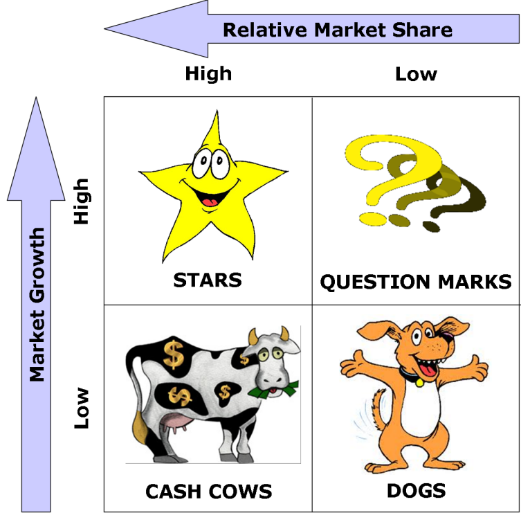 Relative Market Share
High
Low
Market Growth
High
STARS
QUESTION MARKS
Low
$
$
$
$
CASH COWS
DOGS